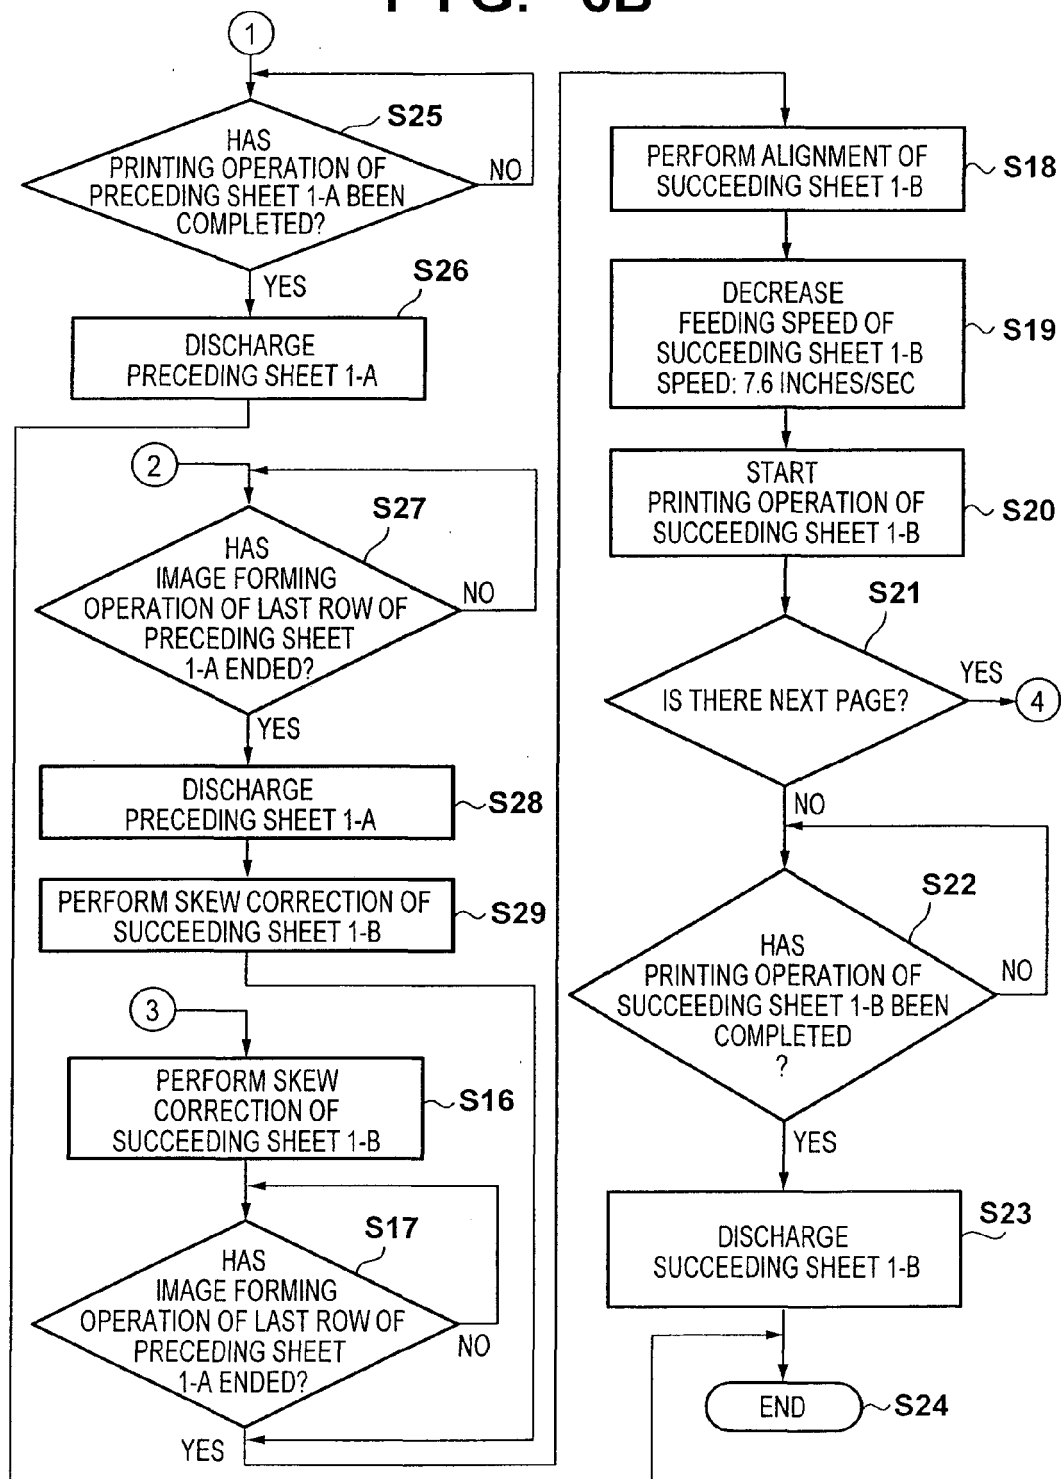 FIG. 6B
1
HAS
PRINTING OPERATION OF
PRECEDING SHEET 1-A BEEN
COMPLETED?
S25
NO
YES
S26
DISCHARGE
PRECEDING SHEET 1-A
2
S27
HAS
IMAGE FORMING
OPERATION OF LAST ROW OF
PRECEDING SHEET
1-A ENDED?
NO
YES
DISCHARGE
PRECEDING SHEET 1-A
S28
PERFORM SKEW CORRECTION OF
SUCCEEDING SHEET 1-B
S29
3
PERFORM SKEW
CORRECTION OF
SUCCEEDING SHEET 1-B
S16
S17
HAS
IMAGE FORMING
OPERATION OF LAST ROW OF
PRECEDING SHEET
1-A ENDED?
NO
YES
PERFORM ALIGNMENT OF
SUCCEEDING SHEET 1-B
S18
DECREASE
FEEDING SPEED OF
SUCCEEDING SHEET 1-B
SPEED: 7.6 INCHES/SEC
S19
START
PRINTING OPERATION OF
SUCCEEDING SHEET 1-B
S20
S21
IS THERE NEXT PAGE?
YES
4
NO
S22
HAS
PRINTING OPERATION OF
SUCCEEDING SHEET 1-B BEEN
COMPLETED
?
NO
YES
DISCHARGE
SUCCEEDING SHEET 1-B
S23
END
S24